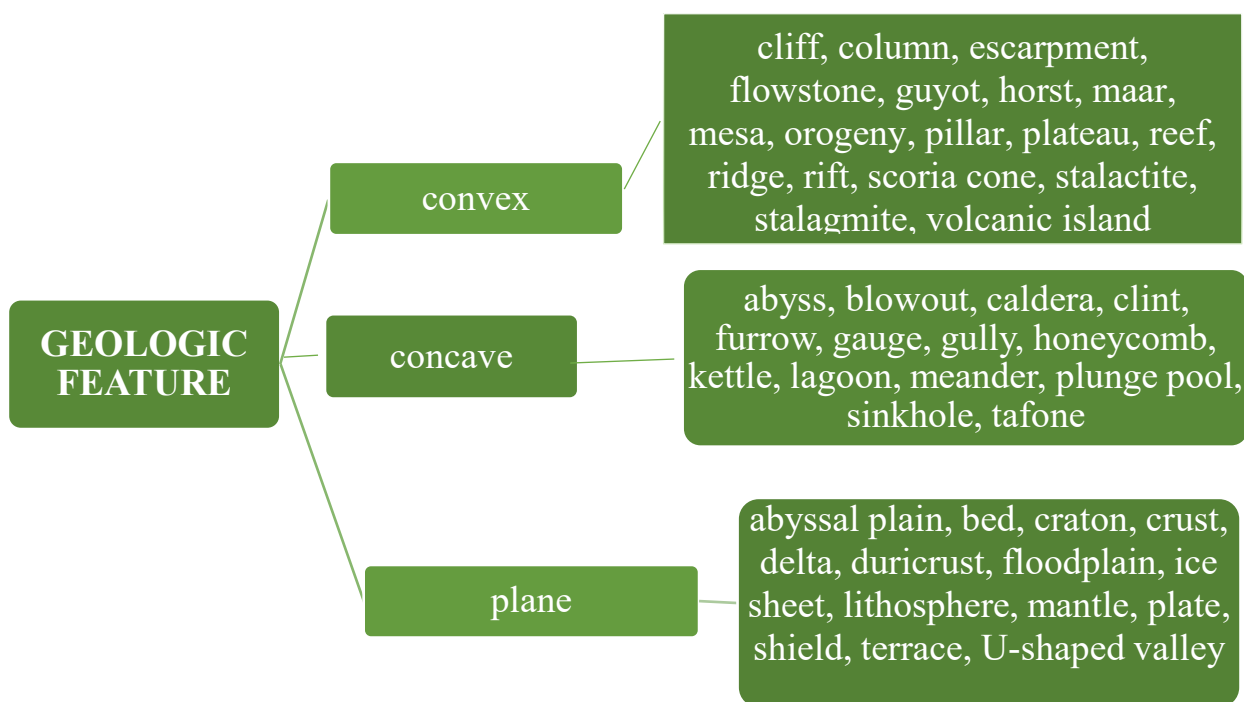 GEOLOGIC
FEATURE
convex
cliff, column, escarpment,
flowstone, guyot, horst, maar,
mesa, orogeny, pillar, plateau, reef,
ridge, rift, scoria cone, stalactite,
stalagmite, volcanic island
concave
abyss, blowout, caldera, clint,
furrow, gauge, gully, honeycomb,
kettle, lagoon, meander, plunge pool,
sinkhole, tafone
plane
abyssal plain, bed, craton, crust,
delta, duricrust, floodplain, ice
sheet, lithosphere, mantle, plate,
shield, terrace, U-shaped valley